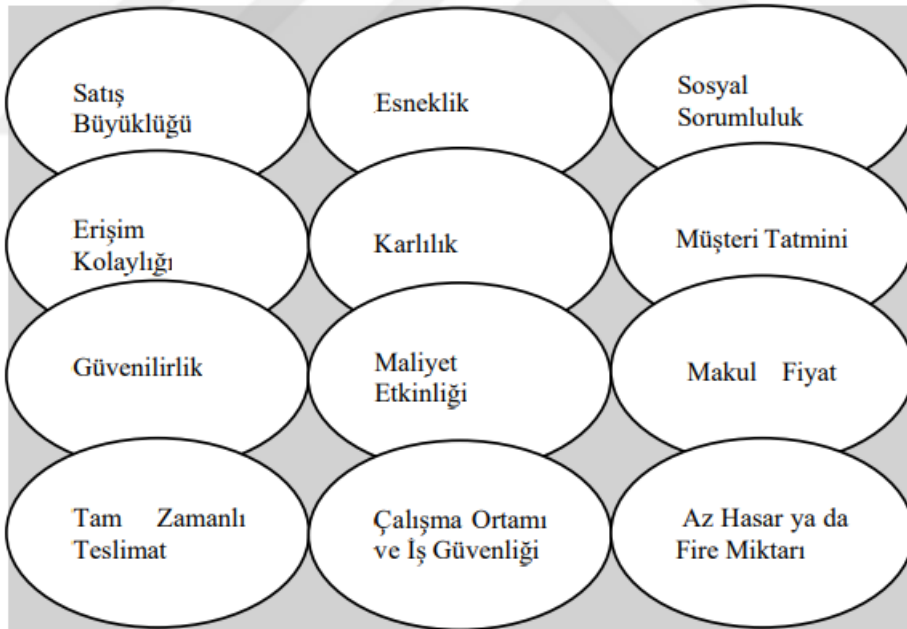 Satış
Büyüklüğü
Esneklik
Sosyal
Sorumluluk
Erişim
Kolaylığı
Karlılık
Müşteri Tatmini
Güvenilirlik
Maliyet
Etkinliği
Makul Fiyat
Tam Zamanlı
Teslimat
Çalışma Ortamı
ve İş Güvenliği
Az Hasar ya da
Fire Miktarı